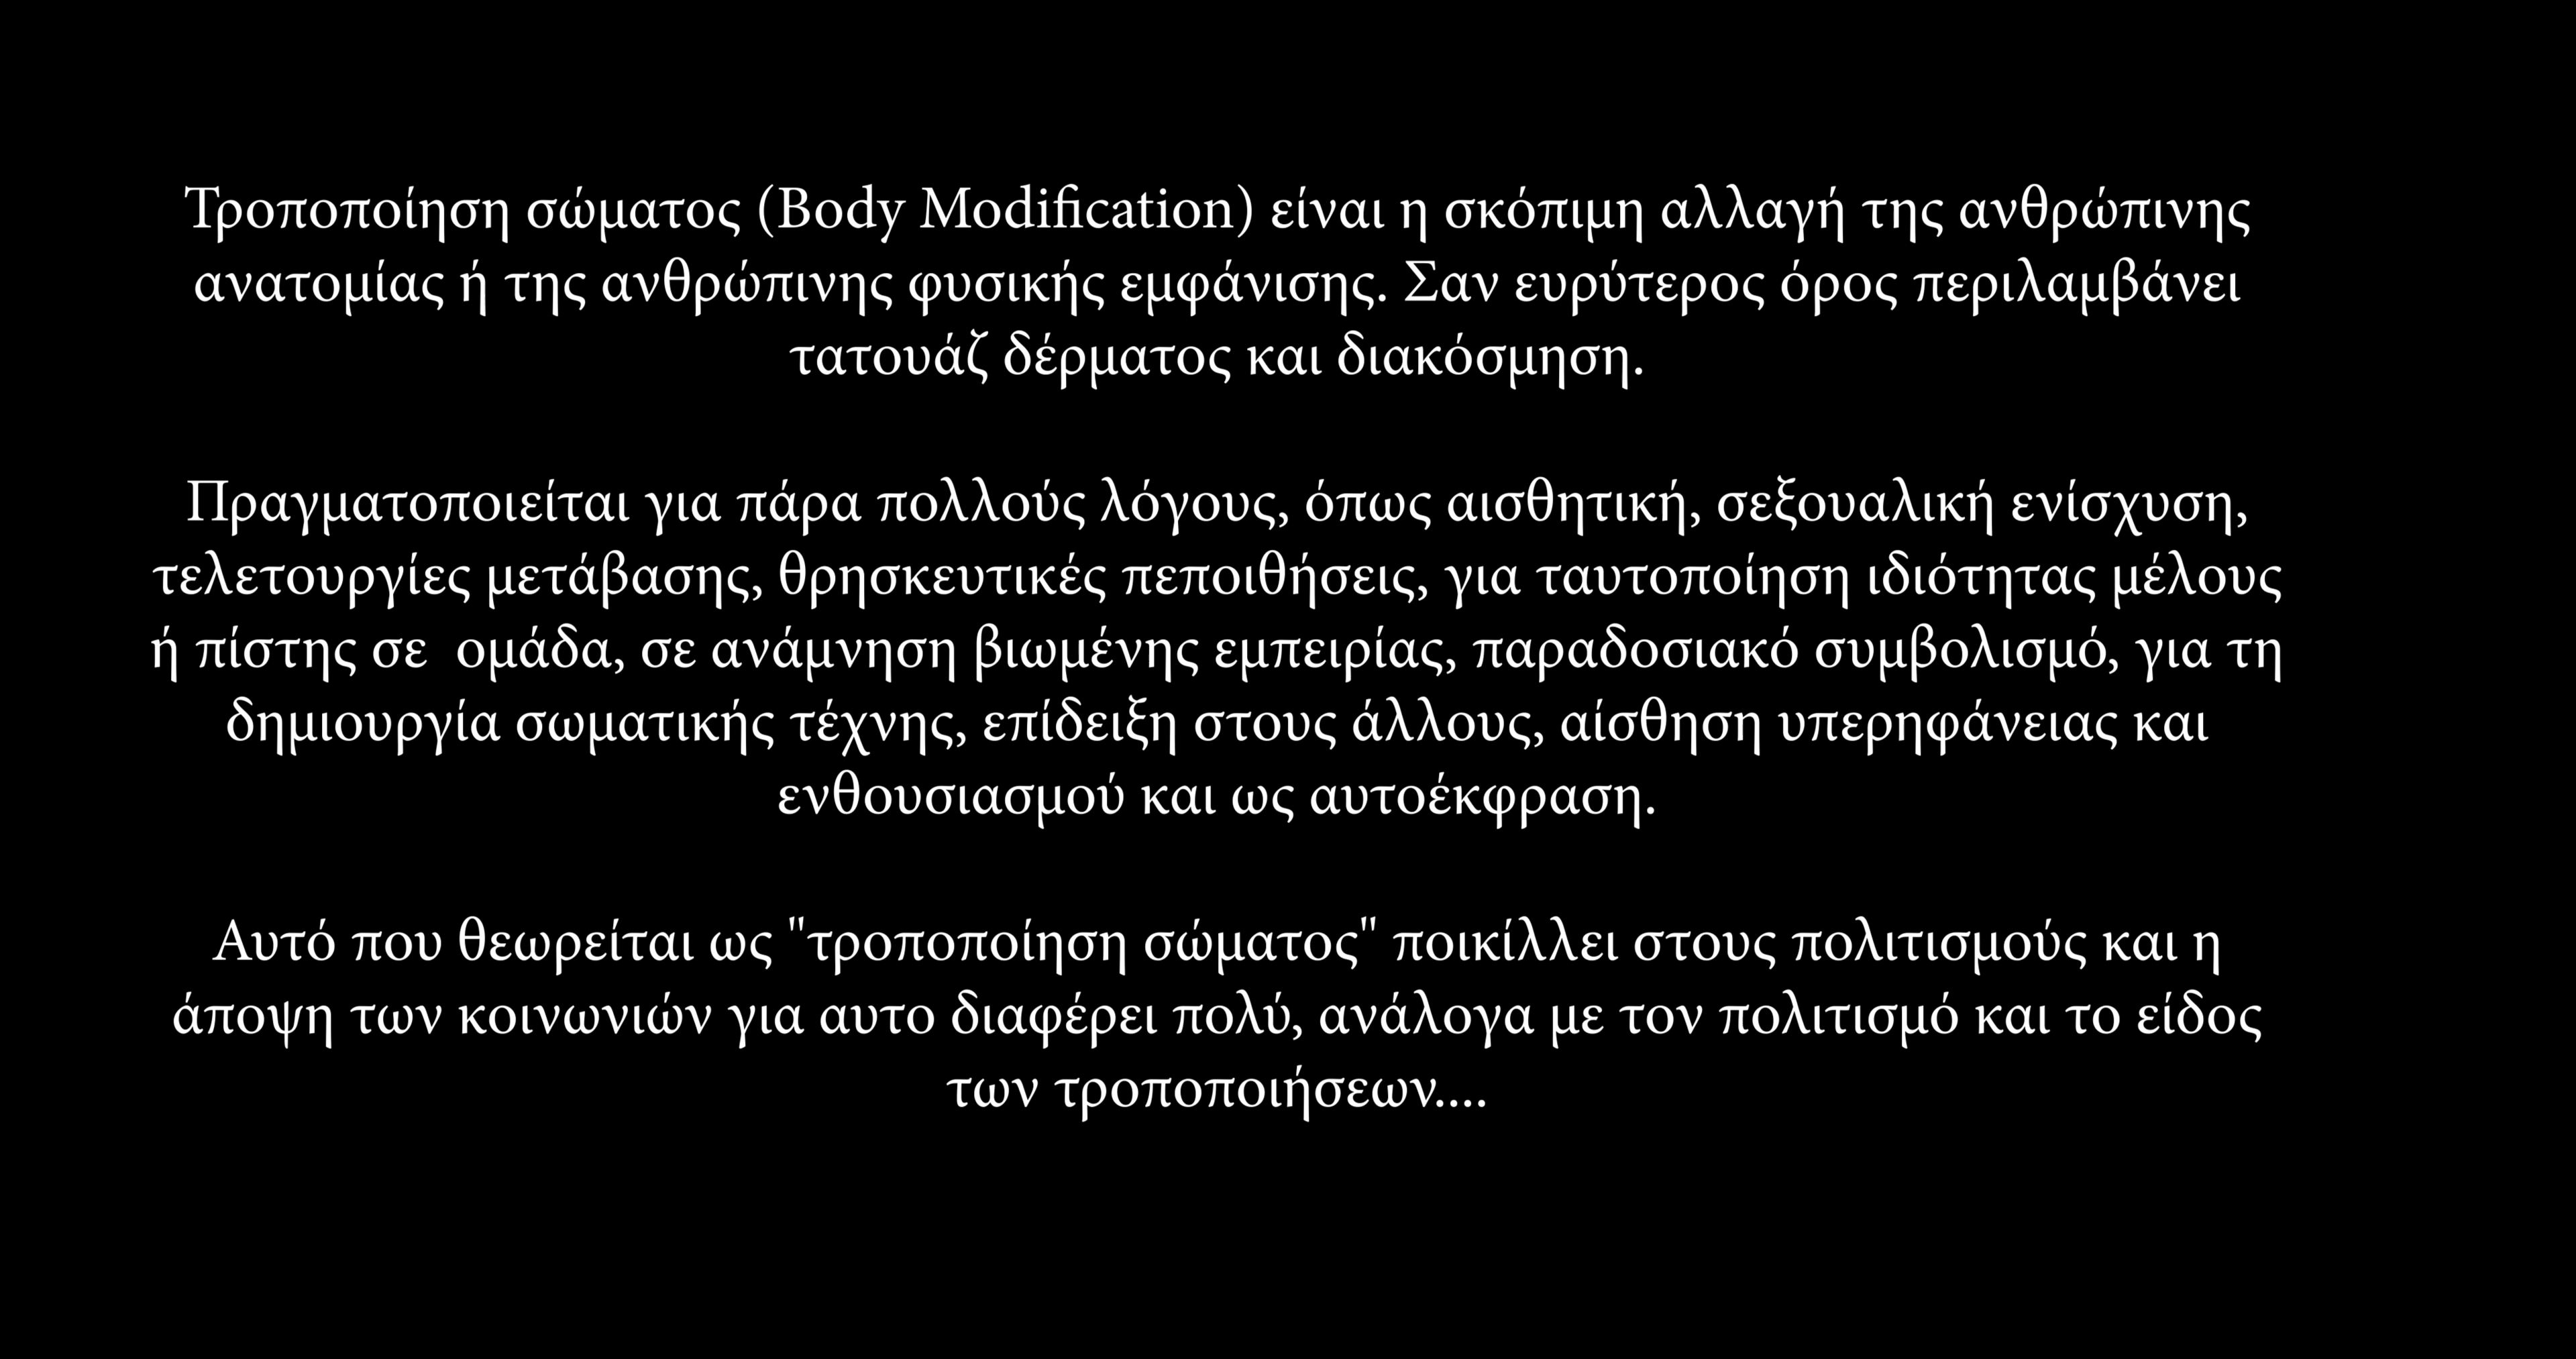 Τροποποίηση σώματος (Body Modification) είναι η σκόπιμη αλλαγή της ανθρώπινης
ανατομίας ή της ανθρώπινης φυσικής εμφάνισης. Σαν ευρύτερος όρος περιλαμβάνει
τατουάζ δέρματος και διακόσμηση.
Πραγματοποιείται για πάρα πολλούς λόγους, όπως αισθητική, σεξουαλική ενίσχυση,
τελετουργίες μετάβασης, θρησκευτικές πεποιθήσεις, για ταυτοποίηση ιδιότητας μέλους
ή πίστης σε  ομάδα, σε ανάμνηση βιωμένης εμπειρίας, παραδοσιακό συμβολισμό, για τη
δημιουργία σωματικής τέχνης, επίδειξη στους άλλους, αίσθηση υπερηφάνειας και
ενθουσιασμού και ως αυτοέκφραση.
Αυτό που θεωρείται ως "τροποποίηση σώματος" ποικίλλει στους πολιτισμούς και η
άποψη των κοινωνιών για αυτο διαφέρει πολύ, ανάλογα με τον πολιτισμό και το είδος
των τροποποιήσεων....